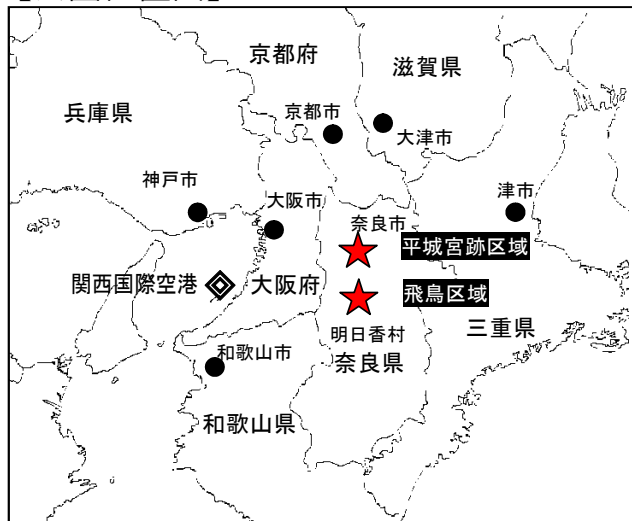 京都府
滋賀県
兵庫県
京都市
大津市
神戸市
大阪市
津市
奈良市
平城宮跡区域
関西国際空港
大阪府
飛鳥区域
三重県
明日香村
和歌山市
奈良県
和歌山県